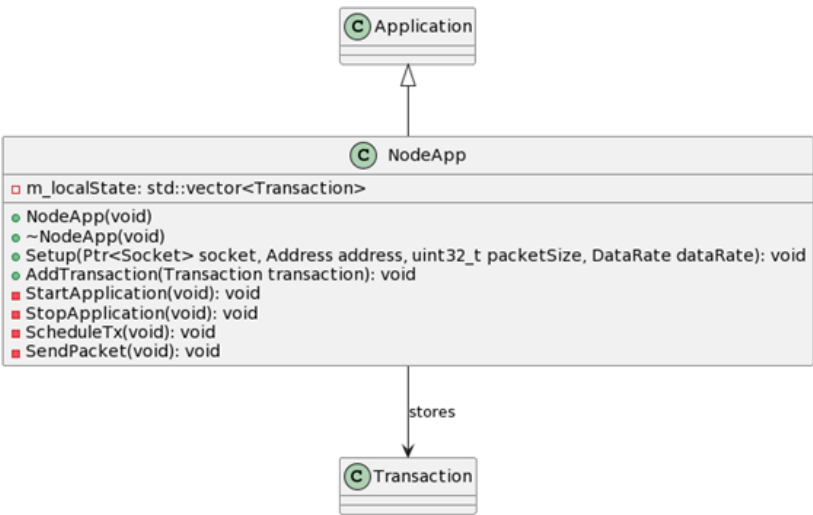 C Application
C NodeApp
m_localState: std::vector<Transaction>
NodeApp(void)
~NodeApp(void)
Setup(Ptr<Socket> socket, Address address, uint32_t packetSize, DataRate dataRate): void
AddTransaction(Transaction transaction): void
StartApplication(void): void
StopApplication(void): void
ScheduleTx(void): void
SendPacket(void): void
stores
C Transaction